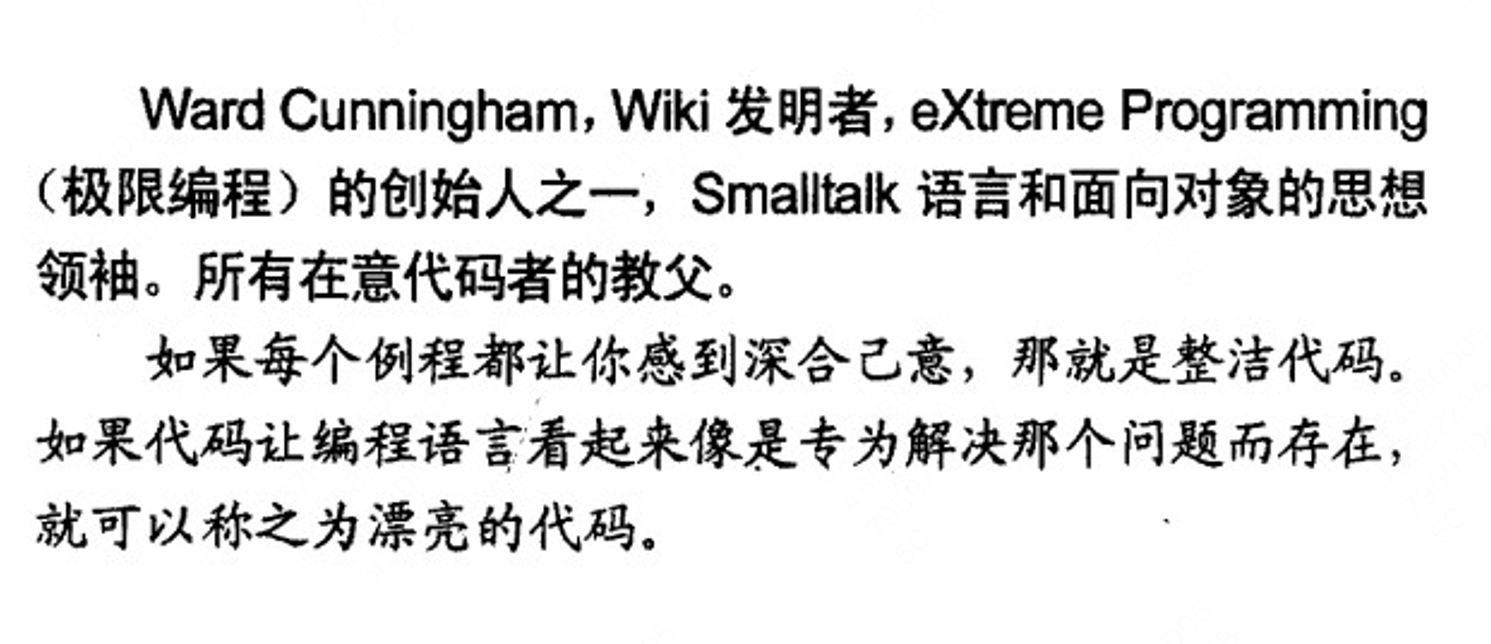 Ward Cunningham，Wiki 发明者，eXtreme Programming
（极限编程）的创始人之一，Smalltalk 语言和面向对象的思想
领袖。所有在意代码者的教父。
如果每个例程都让你感到深合己意，那就是整洁代码。
如果代码让编程语言看起来像是专为解决那个问题而存在，
就可以称之为漂亮的代码。